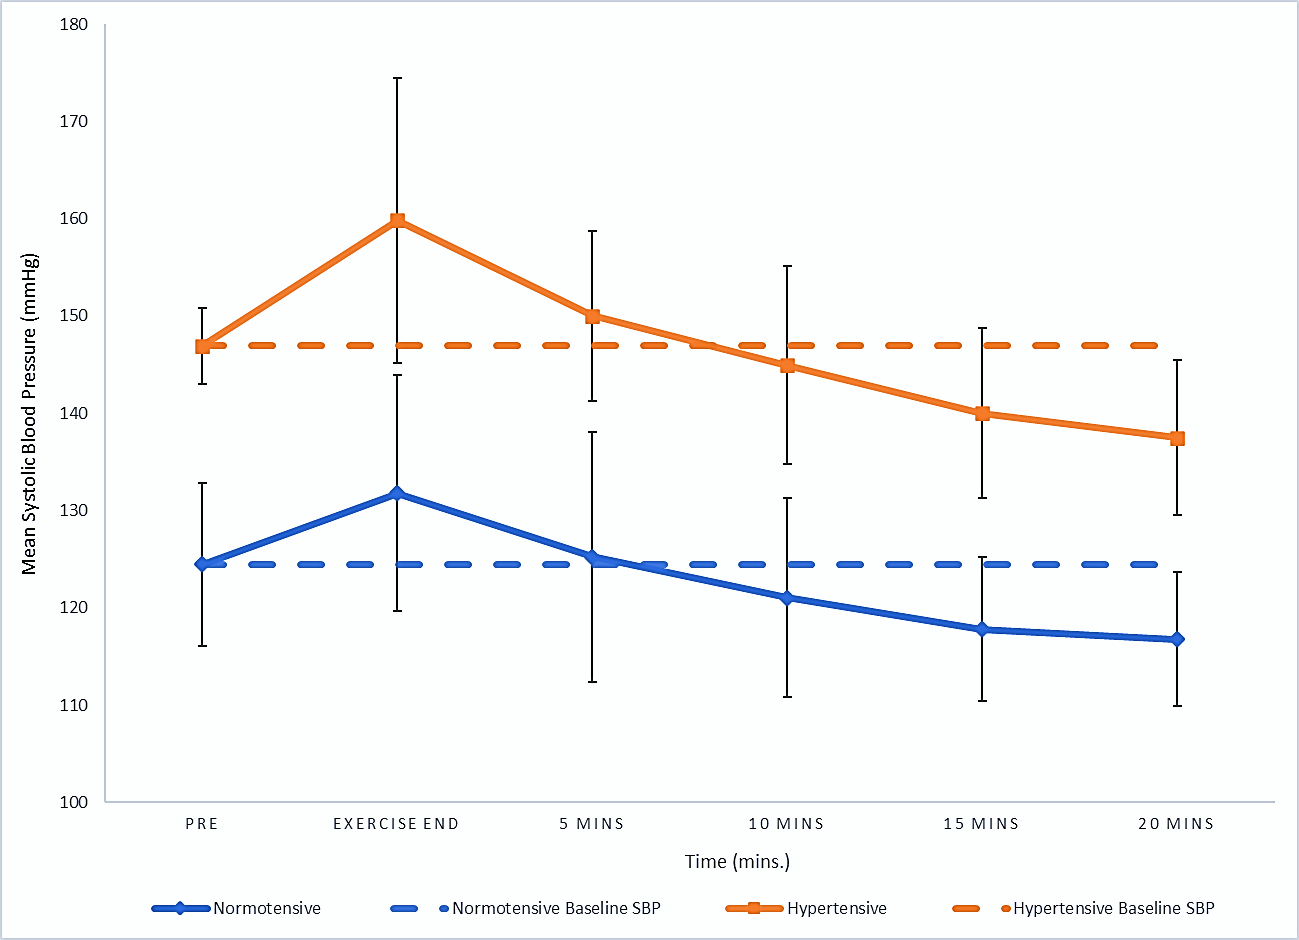 180
170
160
150
140
130
120
110
100
Mean Systolic Blood Pressure (mmHg)
PRE EXERCISE END 5 MINS 10 MINS 15 MINS 20 MINS
Time (mins.)
Normotensive Normotensive Baseline SBP Hypertensive Hypertensive Baseline SBP